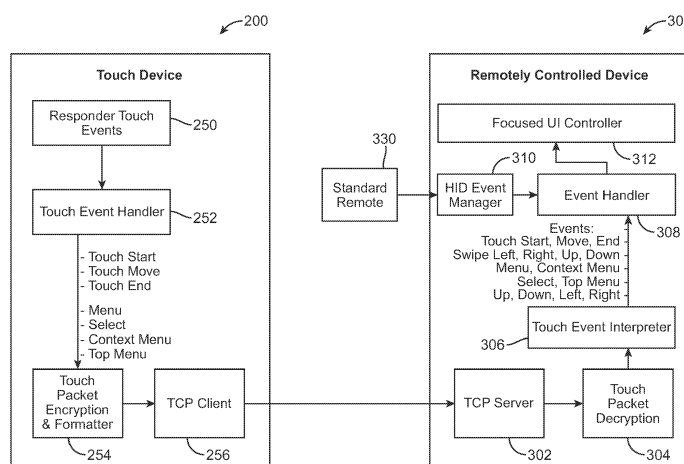 200
30
Touch Device
Responder Touch
Events
250
Touch Event Handler
252
- Touch Start
- Touch Move
- Touch End
- Menu
- Select
- Context Menu
- Top Menu
Touch
Packet
Encryption
& Formatter
254
TCP Client
256
Remotely Controlled Device
Focused UI Controller
312
330
Standard
Remote
310
HID Event
Manager
Event Handler
308
Events:
Touch Start, Move, End
Swipe Left, Right, Up, Down
Menu, Context Menu
Select, Top Menu
Up, Down, Left, Right
Touch Event Interpreter
306
TCP Server
302
Touch
Packet
Decryption
304